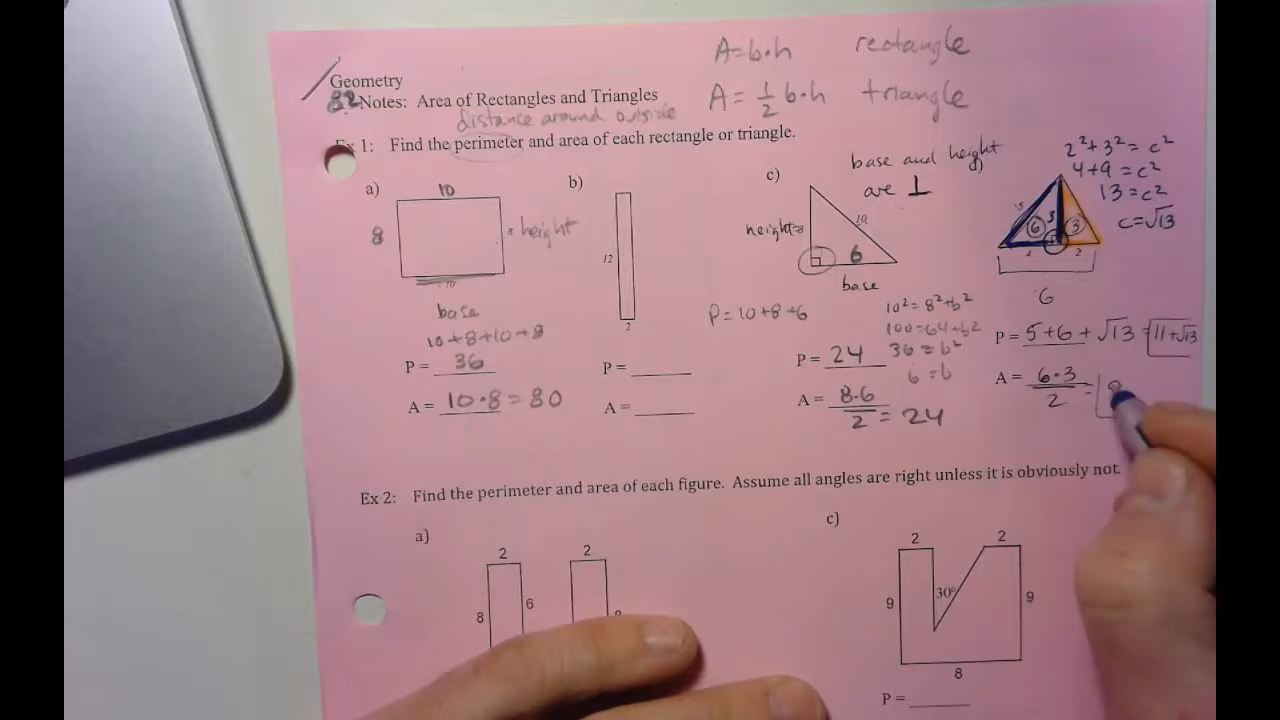 A = b·h rectangle
Geometry
8.2 Notes: Area of Rectangles and Triangles
A = 1/2 b·h triangle
distance around outside
Ex 1: Find the perimeter and area of each rectangle or triangle.
a)
10
8
8 height
10
base
10+8+10+8
P = 36
A = 10·8 = 80
b)
12
2
P =
A =
c)
base and height
are ⊥
height=8
10
6
base
P=10+8+6
10²=8²+b²
100=64+b²
36=b²
6=b
P = 24
A = 8·6
2 = 24
d)
2²+3²=c²
4+9=c²
13=c²
c=√13
3
6
3
2
6
P = 5+6+√13 = 11+√13
A = 6·3
2 =
Ex 2: Find the perimeter and area of each figure. Assume all angles are right unless it is obviously not.
a)
2
2
8
6
c)
2
2
30°
9
9
8
P =